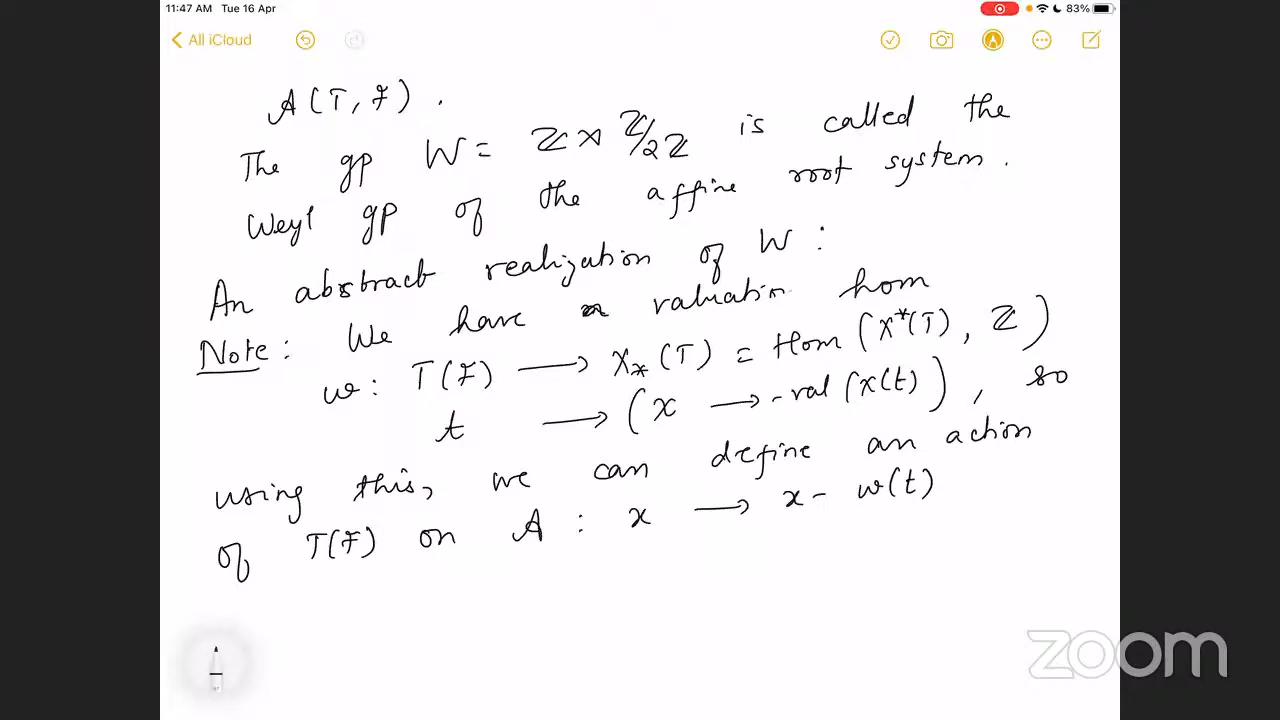 11:47 AM Tue 16 Apr
83%
All iCloud
A(T, F).
The gp W = ℤ ⋊ ℤ/2ℤ is called the
Weyl gp of the affine root system.
An abstract realization of W :
Note: We have a valuation hom
w: T(F) ⟶ X_*(T) = Hom(X^*(T), ℤ)
t ⟶ (χ ⟶ -val(χ(t)), so
using this, we can define an action
of T(F) on A : x ⟶ x - w(t)
zoom